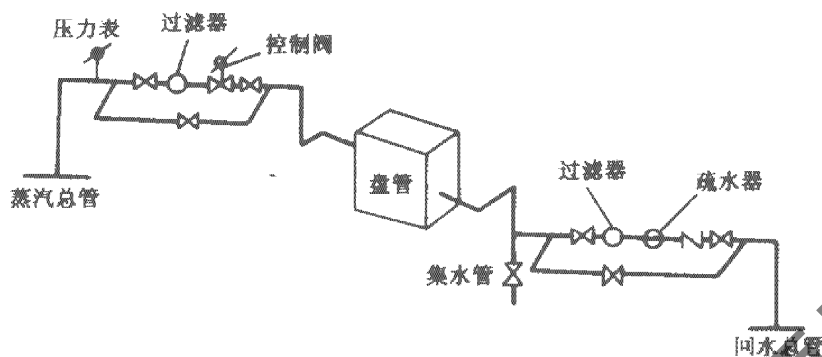 压力表
过滤器
控制阀
蒸汽总管
盘管
过滤器
疏水器
集水管
回水总管